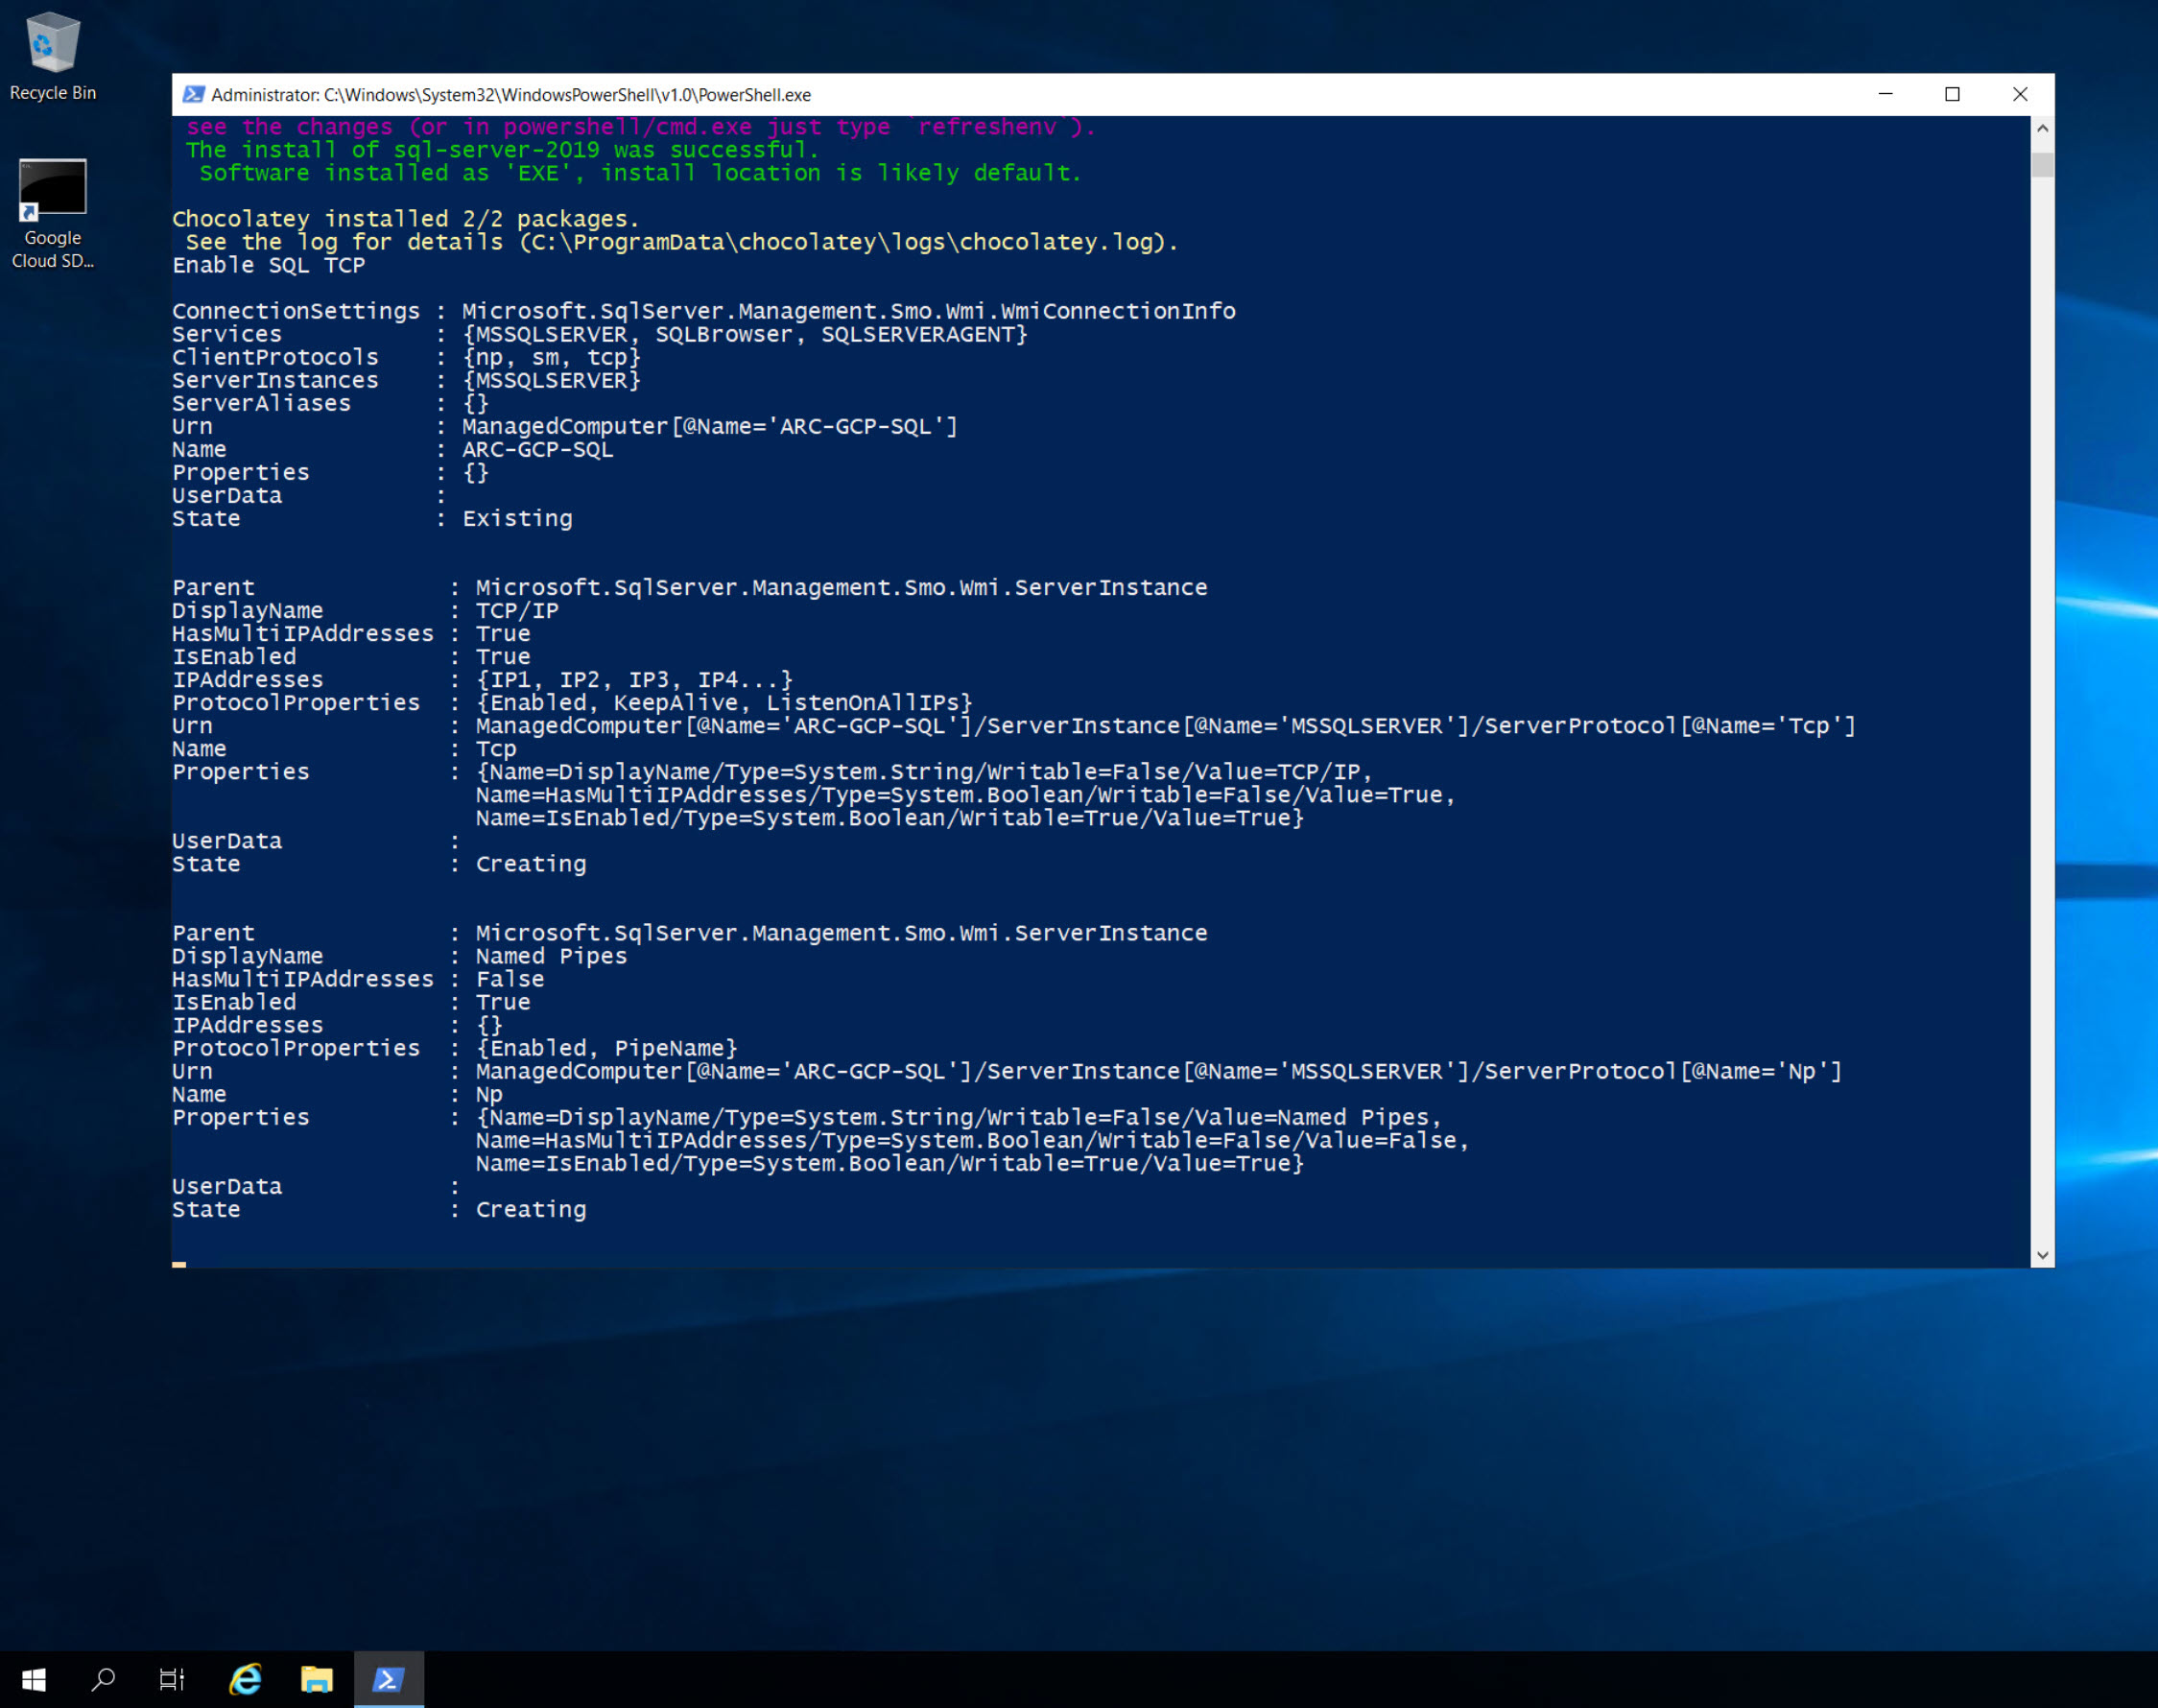 Recycle Bin
Google
Cloud SD...
Administrator: C:\Windows\System32\WindowsPowerShell\v1.0\PowerShell.exe
see the changes (or in powershell/cmd.exe just type `refreshenv`).
The install of sql-server-2019 was successful.
Software installed as 'EXE', install location is likely default.
Chocolatey installed 2/2 packages.
See the log for details (C:\ProgramData\chocolatey\logs\chocolatey.log).
Enable SQL TCP
ConnectionSettings : Microsoft.SqlServer.Management.Smo.Wmi.WmiConnectionInfo
Services : {MSSQLSERVER, SQLBrowser, SQLSERVERAGENT}
ClientProtocols : {np, sm, tcp}
ServerInstances : {MSSQLSERVER}
ServerAliases : {}
Urn : ManagedComputer[@Name='ARC-GCP-SQL']
Name : ARC-GCP-SQL
Properties : {}
UserData :
State : Existing
Parent : Microsoft.SqlServer.Management.Smo.Wmi.ServerInstance
DisplayName : TCP/IP
HasMultiIPAddresses : True
IsEnabled : True
IPAddresses : {IP1, IP2, IP3, IP4...}
ProtocolProperties : {Enabled, KeepAlive, ListenOnAllIPs}
Urn : ManagedComputer[@Name='ARC-GCP-SQL']/ServerInstance[@Name='MSSQLSERVER']/ServerProtocol[@Name='Tcp']
Name : Tcp
Properties : {Name=DisplayName/Type=System.String/Writable=False/Value=TCP/IP,
Name=HasMultiIPAddresses/Type=System.Boolean/Writable=False/Value=True,
Name=IsEnabled/Type=System.Boolean/Writable=True/Value=True}
UserData :
State : Creating
Parent : Microsoft.SqlServer.Management.Smo.Wmi.ServerInstance
DisplayName : Named Pipes
HasMultiIPAddresses : False
IsEnabled : True
IPAddresses : {}
ProtocolProperties : {Enabled, PipeName}
Urn : ManagedComputer[@Name='ARC-GCP-SQL']/ServerInstance[@Name='MSSQLSERVER']/ServerProtocol[@Name='Np']
Name : Np
Properties : {Name=DisplayName/Type=System.String/Writable=False/Value=Named Pipes,
Name=HasMultiIPAddresses/Type=System.Boolean/Writable=False/Value=False,
Name=IsEnabled/Type=System.Boolean/Writable=True/Value=True}
UserData :
State : Creating